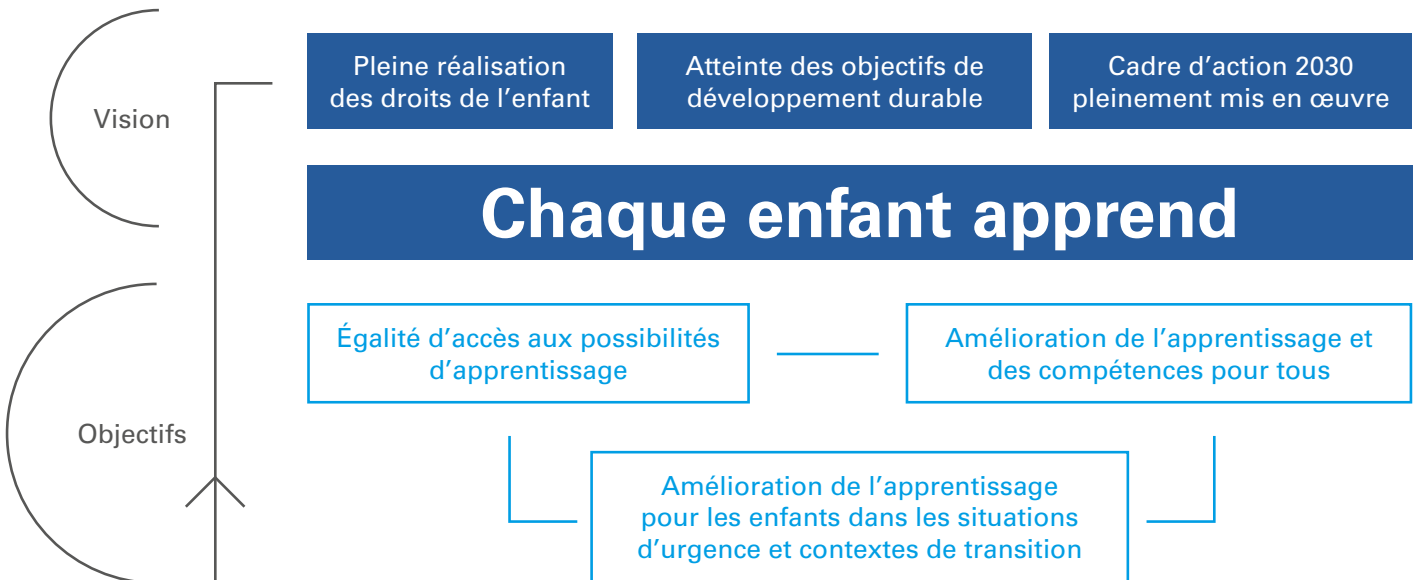 Vision
Pleine réalisation
des droits de l’enfant
Atteinte des objectifs de
développement durable
Cadre d’action 2030
pleinement mis en œuvre
Chaque enfant apprend
Objectifs
Égalité d’accès aux possibilités
d’apprentissage
Amélioration de l’apprentissage et
des compétences pour tous
Amélioration de l’apprentissage
pour les enfants dans les situations
d’urgence et contextes de transition